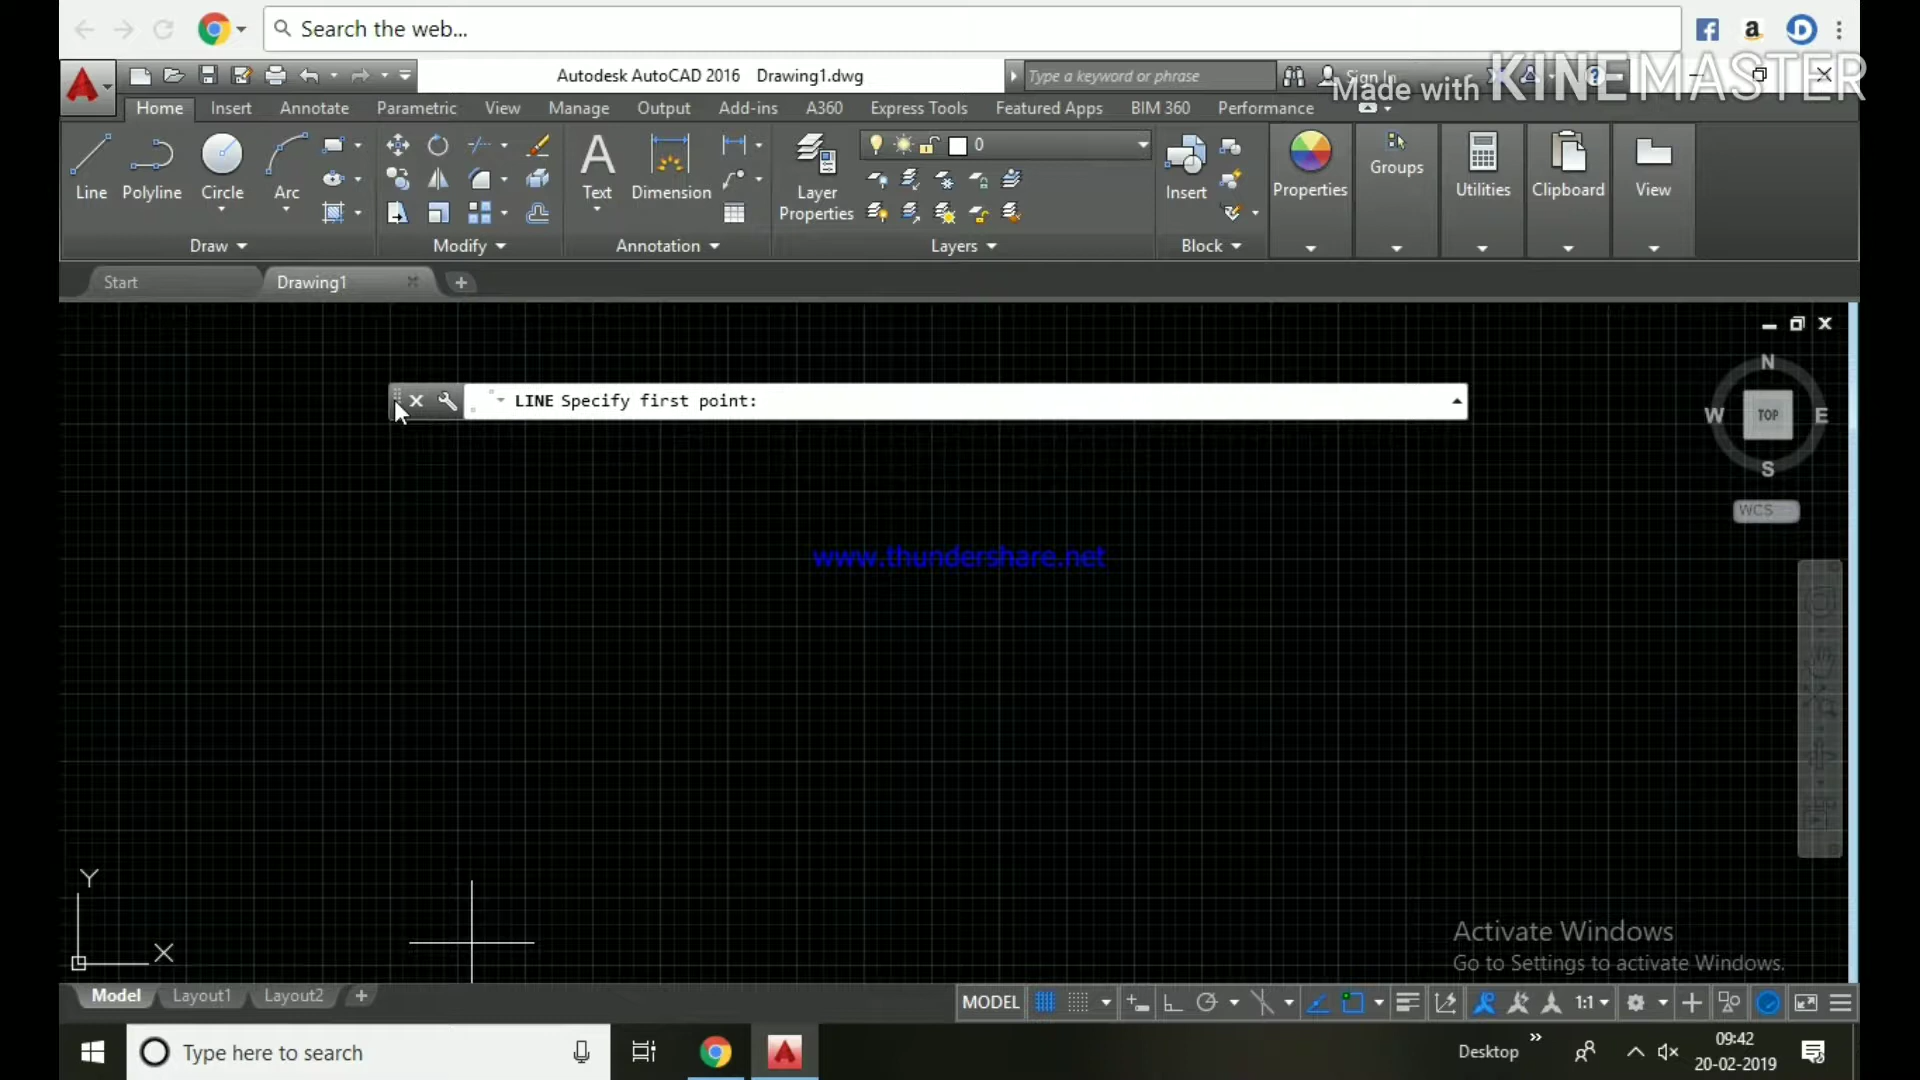 Search the web...
Autodesk AutoCAD 2016 Drawing1.dwg
Type a keyword or phrase
Sign In
Made with KINEMASTER
Home Insert Annotate Parametric View Manage Output Add-ins A360 Express Tools Featured Apps BIM 360 Performance
Line Polyline Circle Arc
Text Dimension
Layer Properties
0
Insert
Properties
Groups
Utilities
Clipboard
View
Draw
Modify
Annotation
Layers
Block
Start
Drawing1
LINE Specify first point:
N
W TOP E
S
WCS
www.thundershare.net
Y
X
Activate Windows
Go to Settings to activate Windows.
Model Layout1 Layout2
MODEL
1:1
Type here to search
Desktop
09:42
20-02-2019